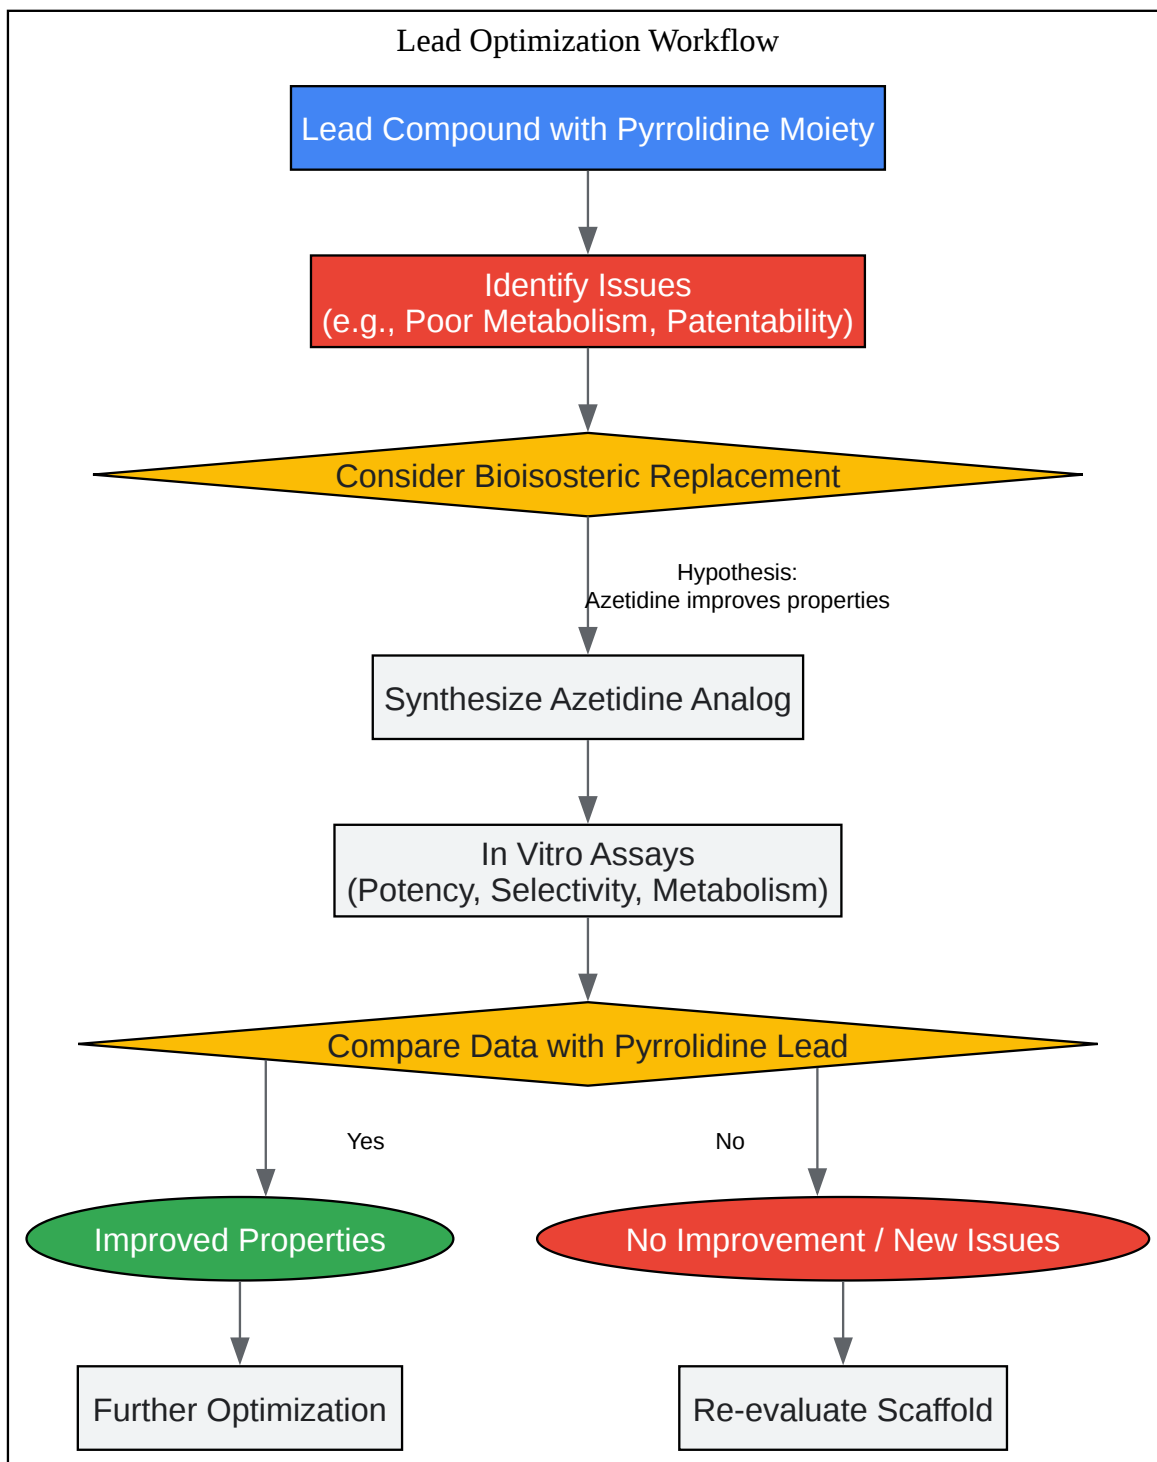 Lead Optimization Workflow
Lead Compound with Pyrrolidine Moiety
Identify Issues
(e.g., Poor Metabolism, Patentability)
Consider Bioisosteric Replacement
Hypothesis:
Azetidine improves properties
Synthesize Azetidine Analog
In Vitro Assays
(Potency, Selectivity, Metabolism)
Compare Data with Pyrrolidine Lead
Yes
No
Improved Properties
No Improvement / New Issues
Further Optimization
Re-evaluate Scaffold